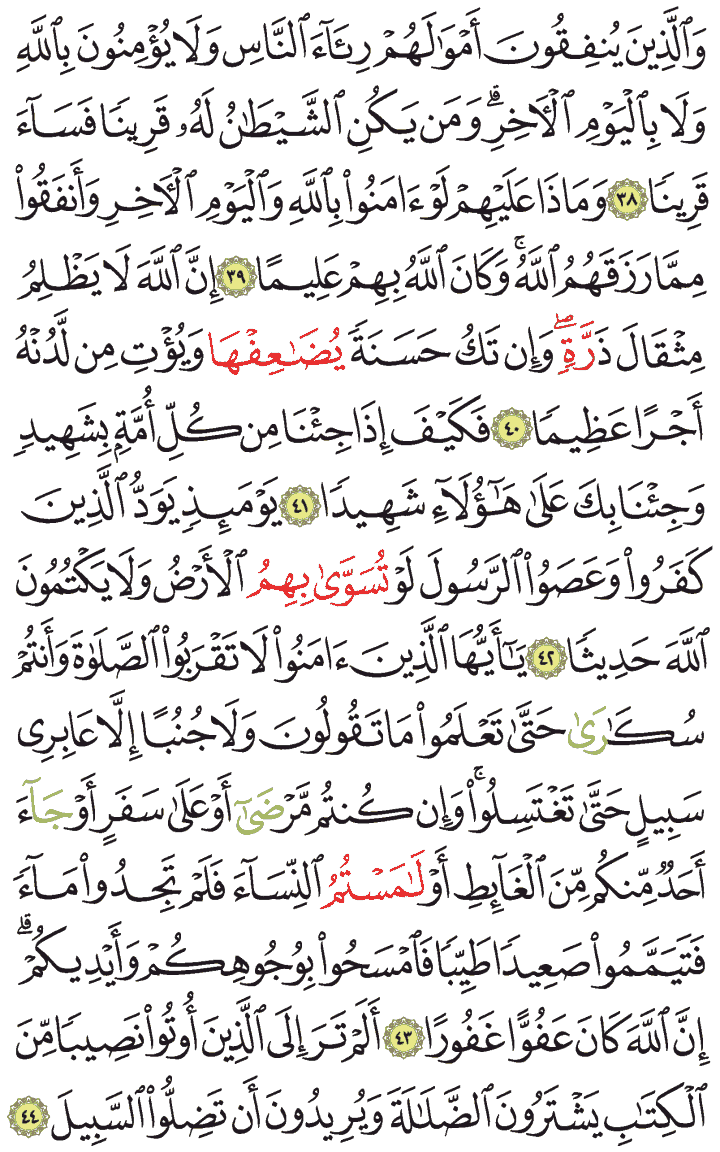 وَٱلَّذِينَ يُنفِقُونَ أَمْوَٰلَهُمْ رِئَآءَ ٱلنَّاسِ وَلَا يُؤْمِنُونَ بِٱللَّهِ
وَلَا بِٱلْيَوْمِ ٱلْأَخِرِۗ وَمَن يَكُنِ ٱلشَّيْطَٰنُ لَهُۥ قَرِينًا فَسَآءَ
قَرِينًا ٣٨ وَمَاذَا عَلَيْهِمْ لَوْ ءَامَنُوا۟ بِٱللَّهِ وَٱلْيَوْمِ ٱلْأَخِرِ وَأَنفَقُوا۟
مِمَّا رَزَقَهُمُ ٱللَّهُۚ وَكَانَ ٱللَّهُ بِهِمْ عَلِيمًا ٣٩ إِنَّ ٱللَّهَ لَا يَظْلِمُ
مِثْقَالَ ذَرَّةٍۖ وَإِن تَكُ حَسَنَةً يُضَٰعِفْهَا وَيُؤْتِ مِن لَّدُنْهُ
أَجْرًا عَظِيمًا ٤٠ فَكَيْفَ إِذَا جِئْنَا مِن كُلِّ أُمَّةٍۭ بِشَهِيدٍ
وَجِئْنَا بِكَ عَلَىٰ هَٰٓؤُلَآءِ شَهِيدًا ٤١ يَوْمَئِذٍ يَوَدُّ ٱلَّذِينَ
كَفَرُوا۟ وَعَصَوُا۟ ٱلرَّسُولَ لَوْ تُسَوَّىٰ بِهِمُ ٱلْأَرْضُ وَلَا يَكْتُمُونَ
ٱللَّهَ حَدِيثًا ٤٢ يَٰٓأَيُّهَا ٱلَّذِينَ ءَامَنُوا۟ لَا تَقْرَبُوا۟ ٱلصَّلَوٰةَ وَأَنتُمْ
سُكَٰرَىٰ حَتَّىٰ تَعْلَمُوا۟ مَا تَقُولُونَ وَلَا جُنُبًا إِلَّا عَابِرِى
سَبِيلٍ حَتَّىٰ تَغْتَسِلُوا۟ۚ وَإِن كُنتُم مَّرْضَىٰٓ أَوْ عَلَىٰ سَفَرٍ أَوْ جَآءَ
أَحَدٌ مِّنكُم مِّنَ ٱلْغَآئِطِ أَوْ لَٰمَسْتُمُ ٱلنِّسَآءَ فَلَمْ تَجِدُوا۟ مَآءً
فَتَيَمَّمُوا۟ صَعِيدًا طَيِّبًا فَٱمْسَحُوا۟ بِوُجُوهِكُمْ وَأَيْدِيكُمْۗ
إِنَّ ٱللَّهَ كَانَ عَفُوًّا غَفُورًا ٤٣ أَلَمْ تَرَ إِلَى ٱلَّذِينَ أُوتُوا۟ نَصِيبًا مِّنَ
ٱلْكِتَٰبِ يَشْتَرُونَ ٱلضَّلَٰلَةَ وَيُرِيدُونَ أَن تَضِلُّوا۟ ٱلسَّبِيلَ ٤٤